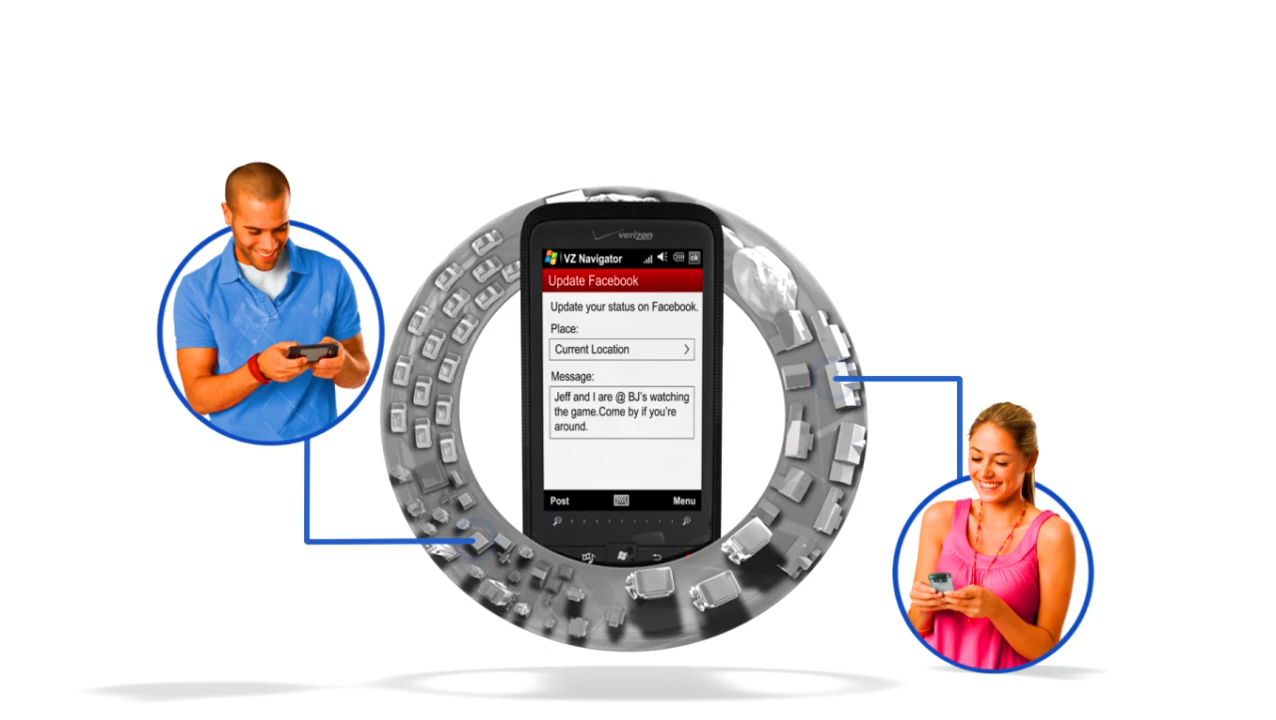 verizon
VZ Navigator
ok
Update Facebook
Update your status on Facebook.
Place:
Current Location
Message:
Jeff and I are @ BJ's watching
the game.Come by if you're
around.
Post
Menu